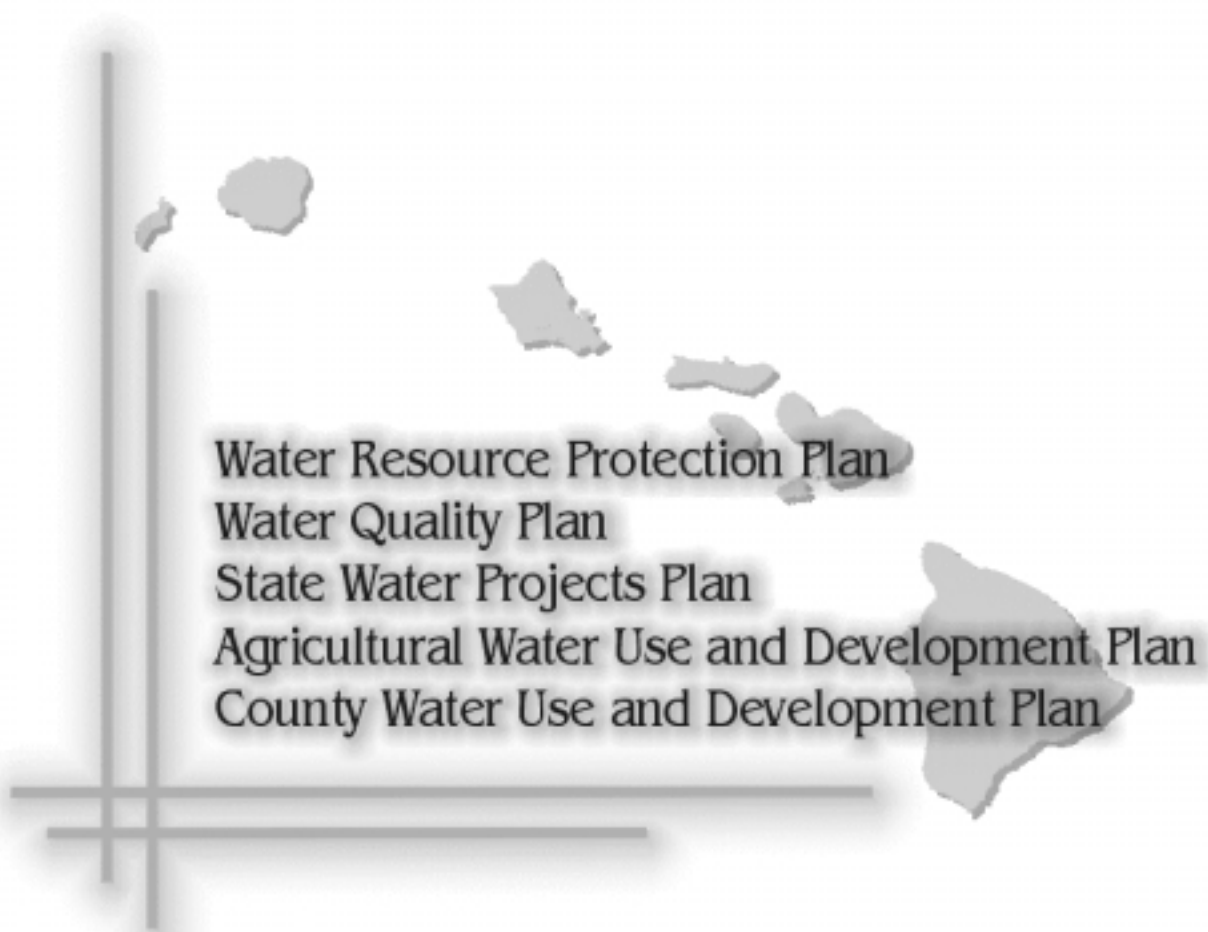 Water Resource Protection Plan
Water Quality Plan
State Water Projects Plan
Agricultural Water Use and Development Plan
County Water Use and Development Plan